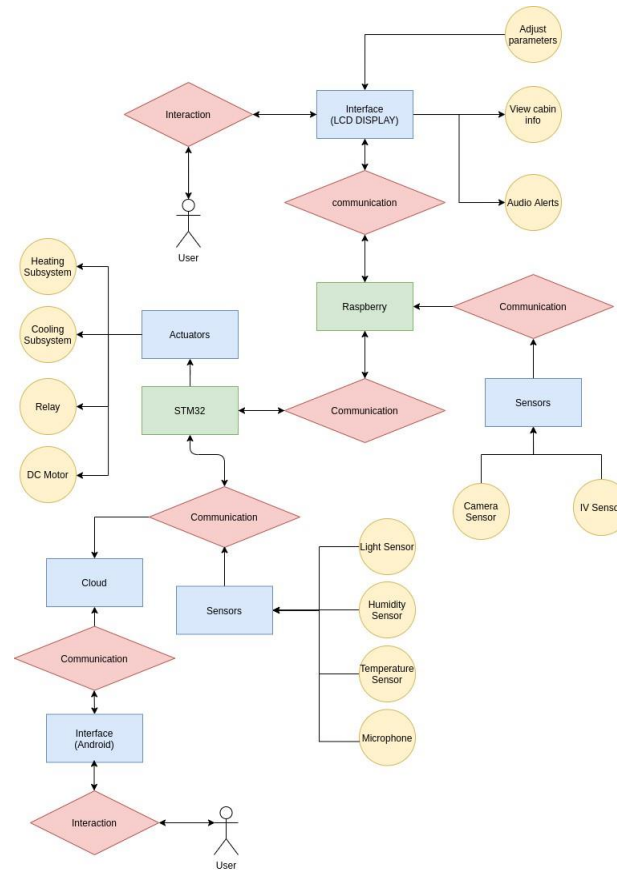 Adjust
parameters
Interaction
Interface
(LCD DISPLAY)
View cabin
info
communication
Audio Alerts
User
Heating
Subsystem
Raspberry
Communication
Cooling
Subsystem
Actuators
Relay
STM32
Communication
Sensors
DC Motor
Camera
Sensor
IV Senso
Communication
Light Sensor
Cloud
Sensors
Humidity
Sensor
Communication
Temperature
Sensor
Interface
(Android)
Microphone
Interaction
User